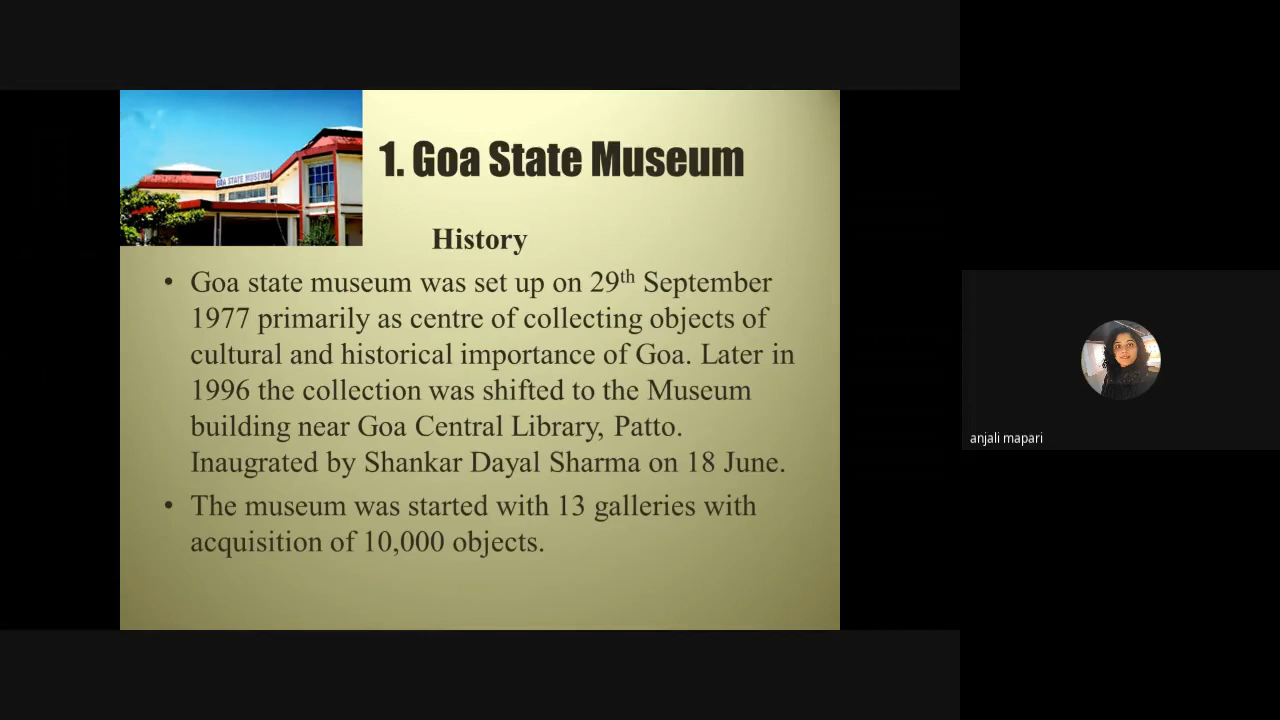 GOA STATE MUSEUM
1. Goa State Museum
History
• Goa state museum was set up on 29th September
1977 primarily as centre of collecting objects of
cultural and historical importance of Goa. Later in
1996 the collection was shifted to the Museum
building near Goa Central Library, Patto.
Inaugrated by Shankar Dayal Sharma on 18 June.
• The museum was started with 13 galleries with
acquisition of 10,000 objects.
anjali mapari